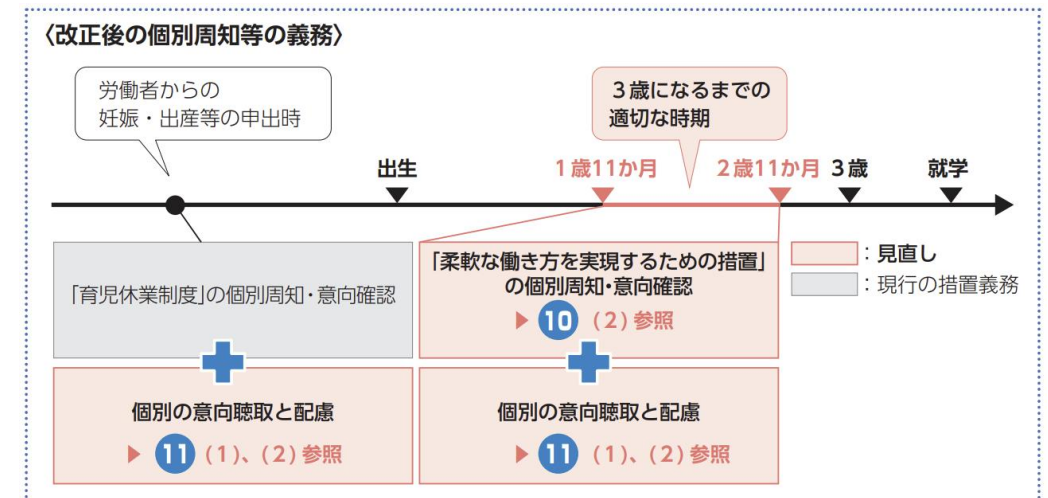 〈改正後の個別周知等の義務〉
労働者からの
妊娠・出産等の申出時
3歳になるまでの
適切な時期
出生
1歳11か月
2歳11か月
3歳
就学
「育児休業制度」の個別周知・意向確認
「柔軟な働き方を実現するための措置」
の個別周知・意向確認
▶ 10 (2)参照
:見直し
:現行の措置義務
個別の意向聴取と配慮
▶ 11 (1)、(2)参照
個別の意向聴取と配慮
▶ 11 (1)、(2)参照